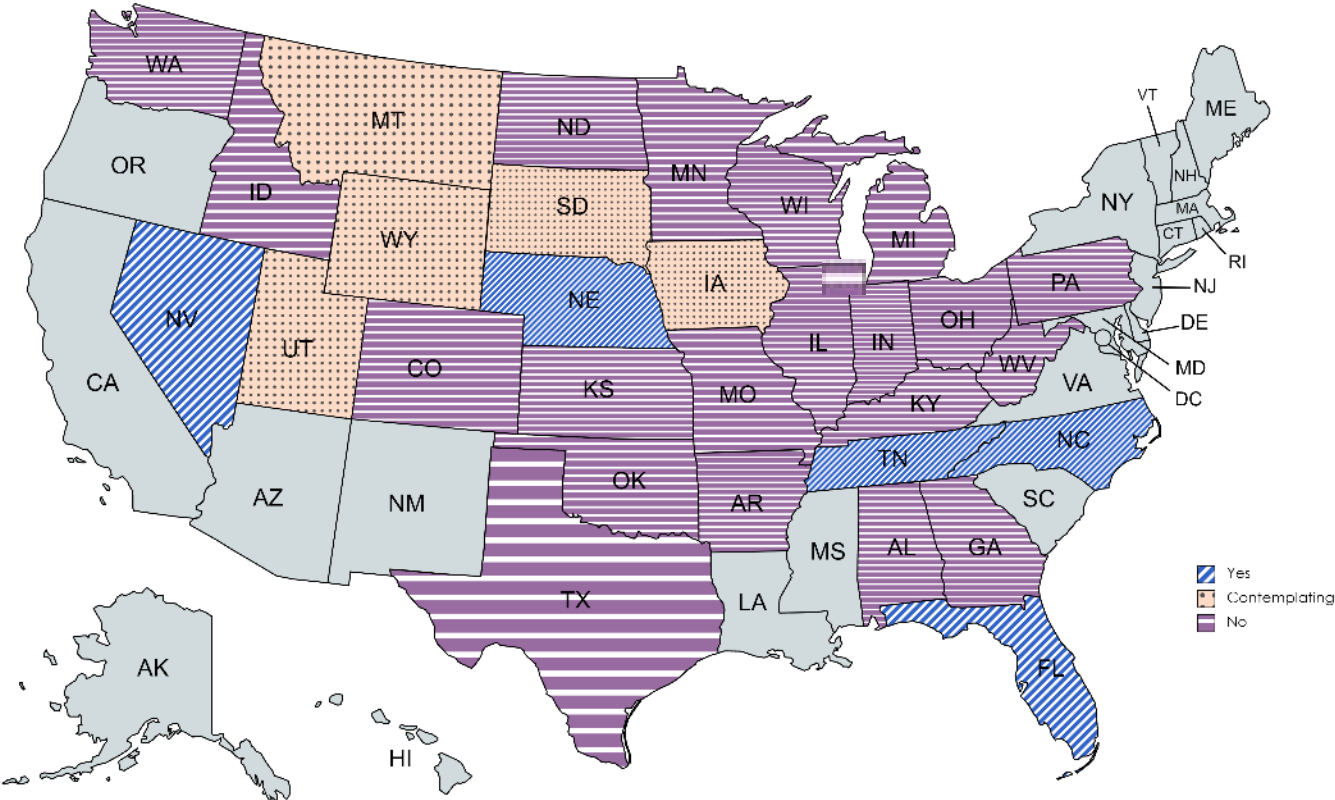 WA
MT
ND
MN
OR
ID
SD
WI
MI
WY
IA
NE
NV
UT
CO
CA
KS
MO
IL
IN
OH
PA
WV
KY
VA
VT
ME
NH
NY
MA
CT
RI
NJ
DE
MD
DC
AZ
NM
OK
AR
TN
NC
SC
MS
AL
GA
TX
LA
FL
AK
HI
Yes
Contemplating
No